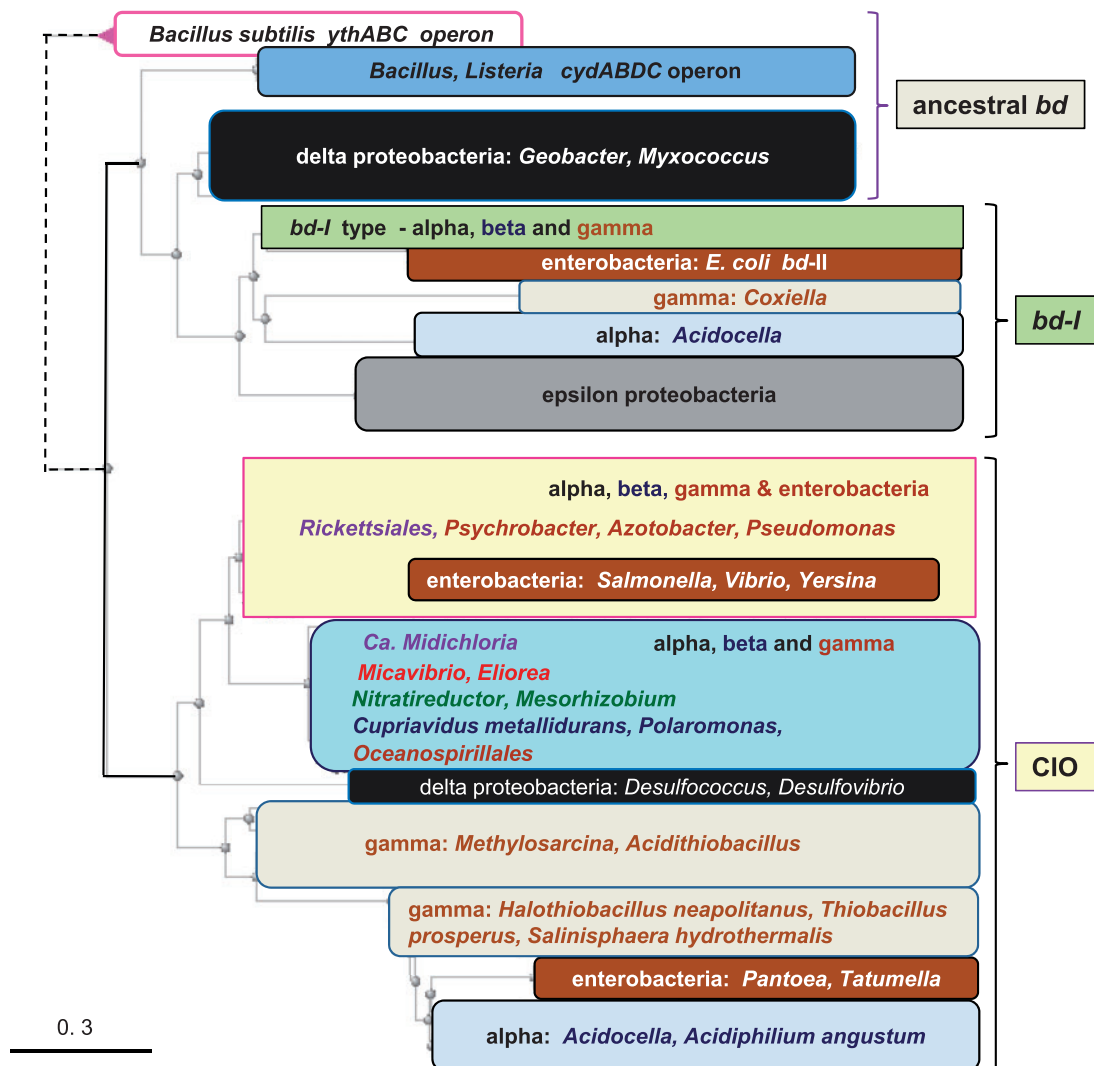 Bacillus subtilis ythABC operon
Bacillus, Listeria cydABDC operon
ancestral bd
delta proteobacteria: Geobacter, Myxococcus
bd-I type - alpha, beta and gamma
enterobacteria: E. coli bd-II
gamma: Coxiella
bd-I
alpha: Acidocella
epsilon proteobacteria
alpha, beta, gamma & enterobacteria
Rickettsiales, Psychrobacter, Azotobacter, Pseudomonas
enterobacteria: Salmonella, Vibrio, Yersina
Ca. Midichloria alpha, beta and gamma
Micavibrio, Eliorea
Nitratireductor, Mesorhizobium
Cupriavidus metallidurans, Polaromonas,
Oceanospirillales
CIO
delta proteobacteria: Desulfococcus, Desulfovibrio
gamma: Methylosarcina, Acidithiobacillus
gamma: Halothiobacillus neapolitanus, Thiobacillus
prosperus, Salinisphaera hydrothermalis
enterobacteria: Pantoea, Tatumella
0. 3
alpha: Acidocella, Acidiphilium angustum